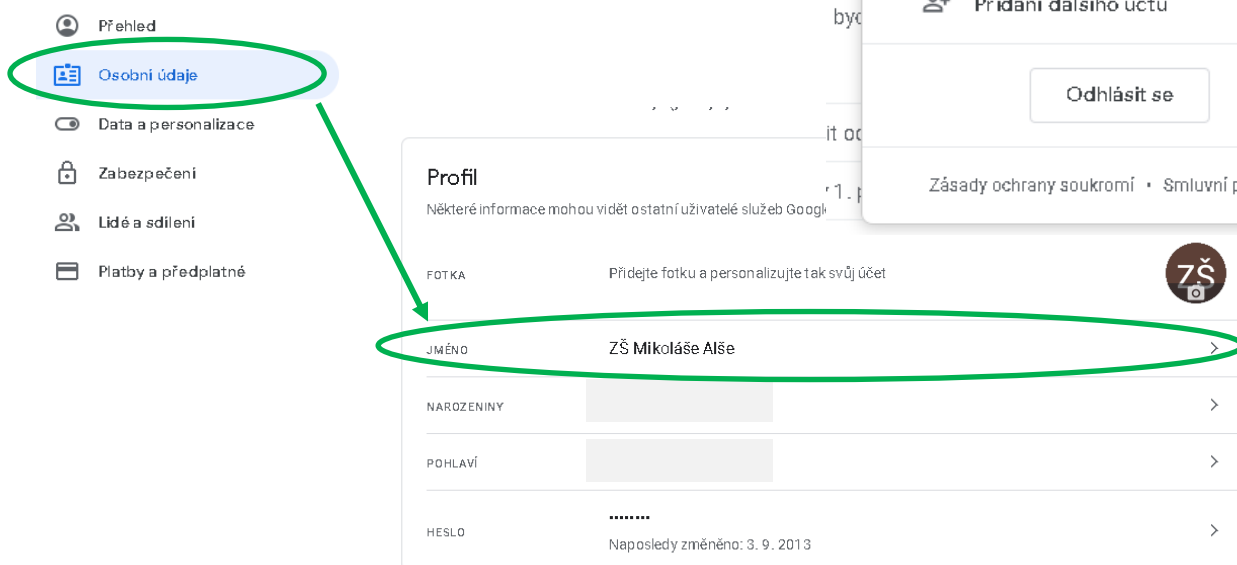 Přehled
Osobní údaje
Data a personalizace
Zabezpečení
Lidé a sdílení
Platby a předplatné
Přidání dalšího účtu
Odhlásit se
Zásady ochrany soukromí • Smluvní
Profil
Některé informace mohou vidět ostatní uživatelé služeb
FOTKA Přidejte fotku a personalizujte tak svůj účet
ZŠ
JMÉNO ZŠ Mikoláše Alše
NAROZENINY
POHLAVÍ
HESLO ••••••••
Naposledy změněno: 3. 9. 2013